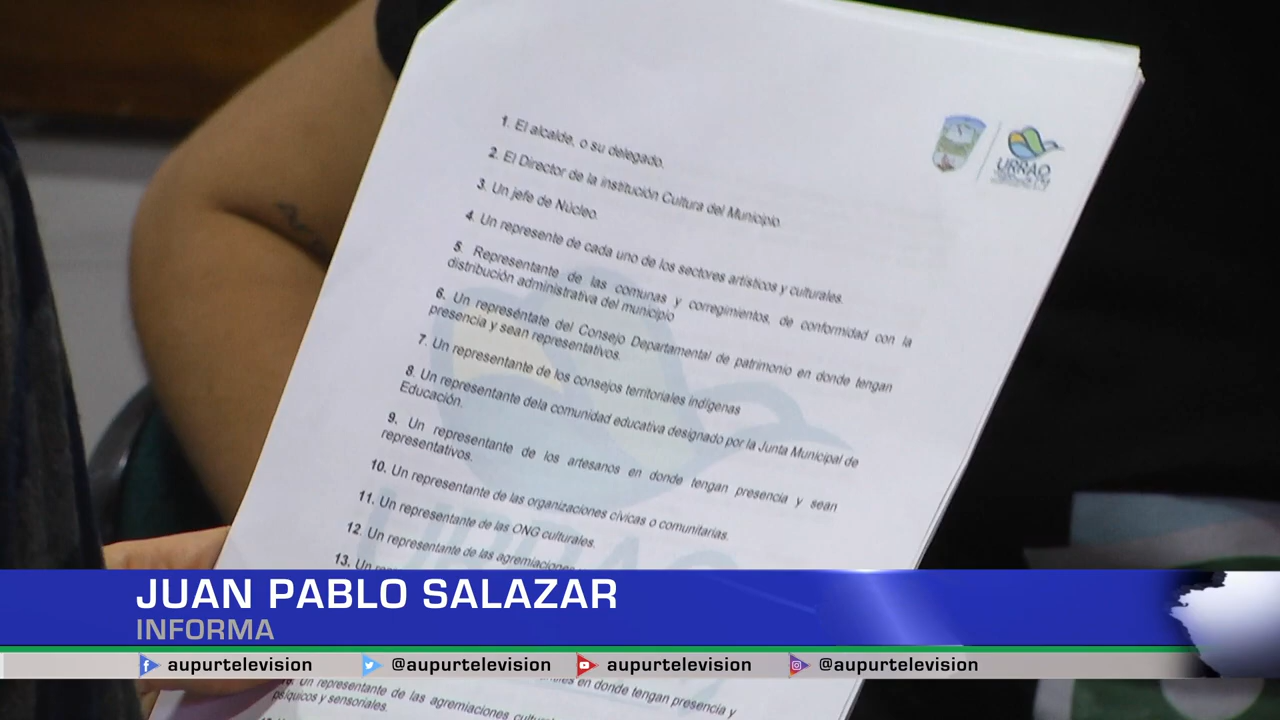 URRAO
1. El alcalde, o su delegado.
2. El Director de la institución Cultura del Municipio
3. Un jefe de Núcleo.
4. Un represente de cada uno de los sectores artísticos y culturales.
5. Representante de las comunas y corregimientos, de conformidad con la
distribución administrativa del municipio
6. Un represéntate del Consejo Departamental de patrimonio en donde tengan
presencia y sean representativos.
7. Un representante de los consejos territoriales indígenas
8. Un representante dela comunidad educativa designado por la Junta Municipal de
Educación.
9. Un representante de los artesanos en donde tengan presencia y sean
representativos.
10. Un representante de las organizaciones cívicas o comunitarias.
11. Un representante de las ONG culturales.
12. Un representante de las agremiaciones
13. Un
JUAN PABLO SALAZAR
INFORMA
aupurtelevision @aupurtelevision aupurtelevision @aupurtelevision
en donde tengan presencia y
Un representante de las agremiaciones
psíquicos y sensoriales.